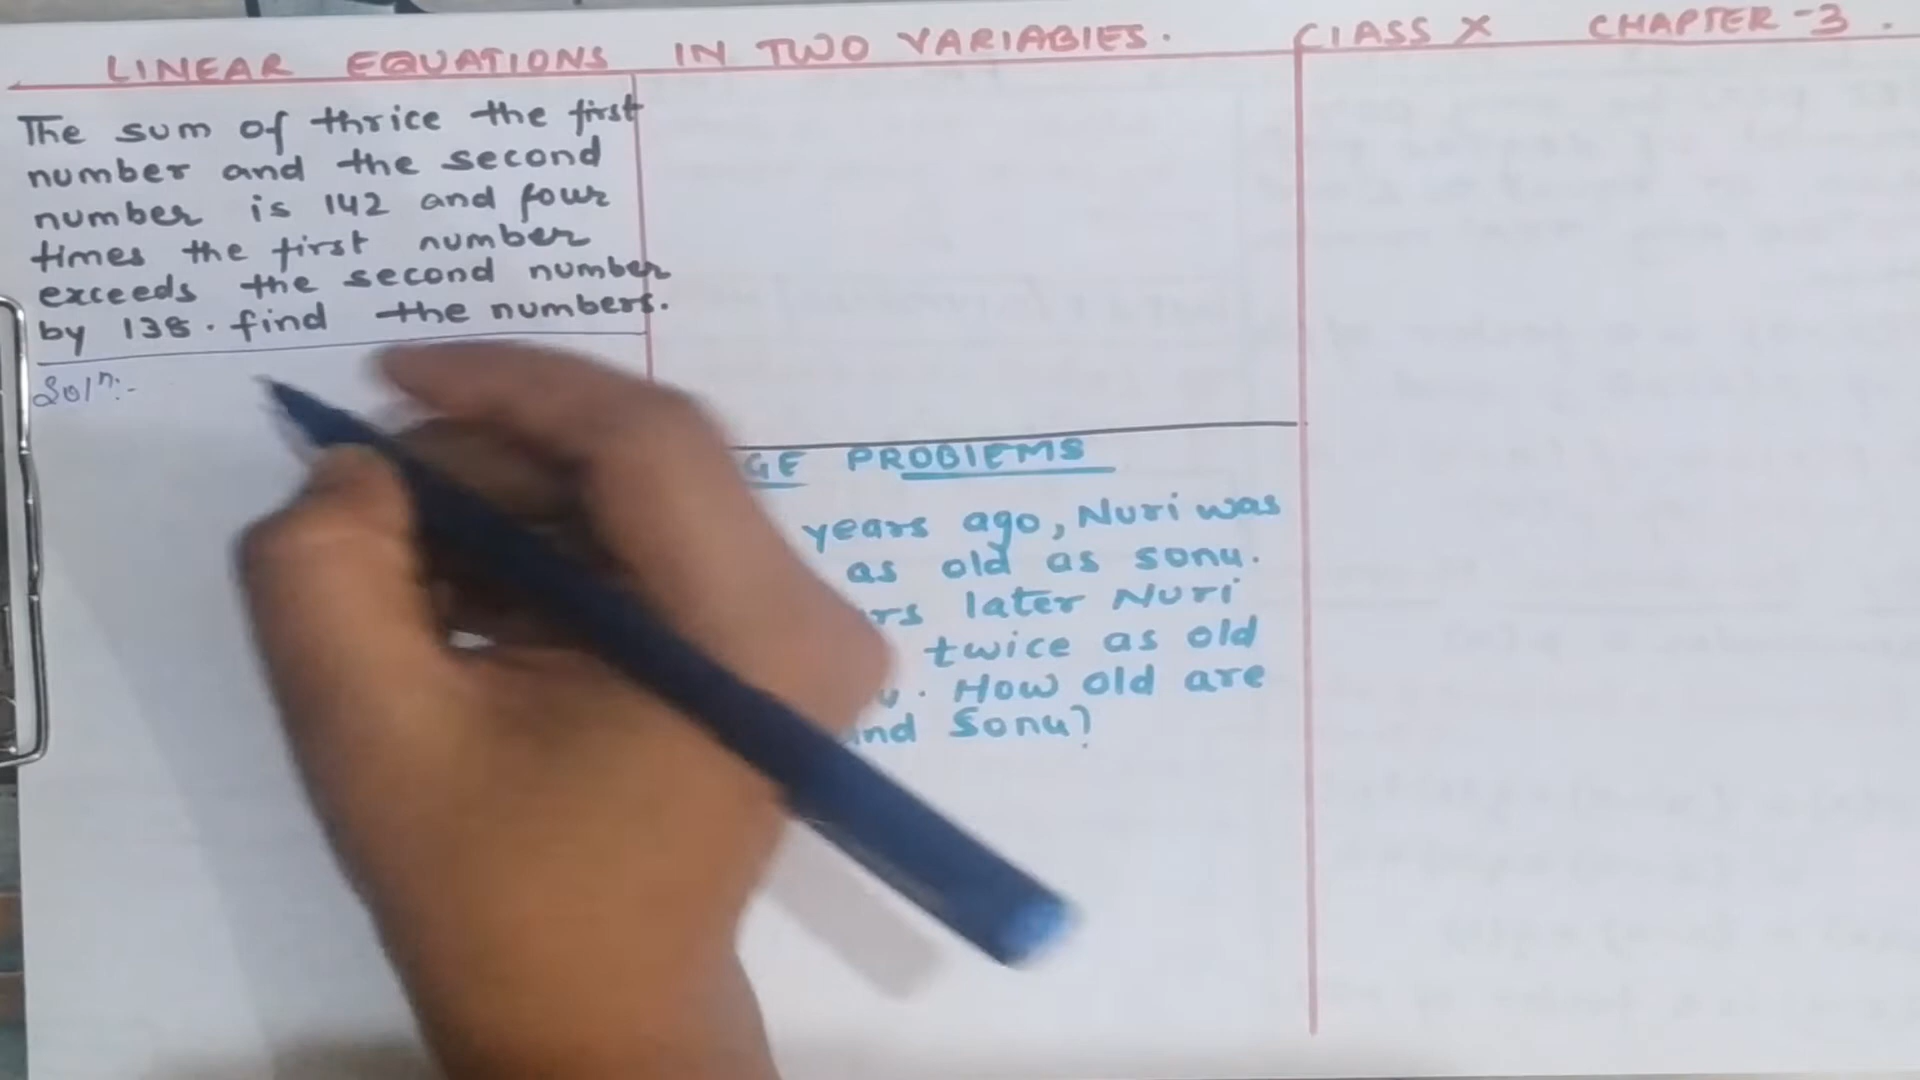 LINEAR EQUATIONS IN TWO VARIABLES. CLASS X CHAPTER-3.
The sum of thrice the first
number and the second
number is 142 and four
times the first number
exceeds the second number
by 138. find the numbers.
Solⁿ:-
PROBLEMS
years ago, Nuri was
as old as sonu.
later Nuri
twice as old
. How old are
Sonu?